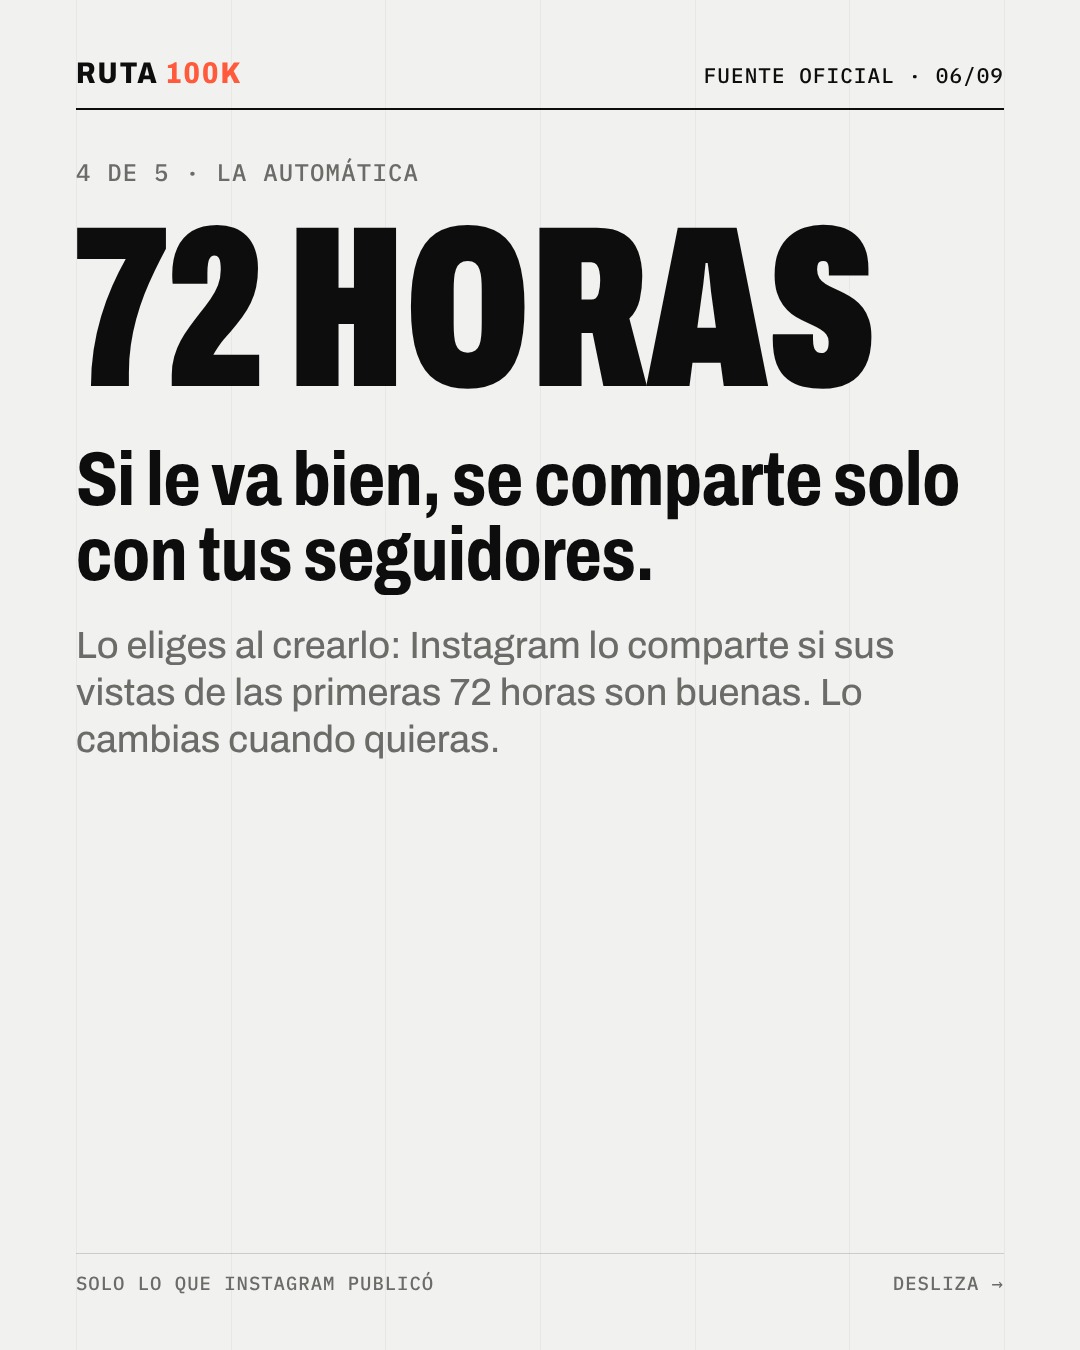 RUTA 100K
FUENTE OFICIAL · 06/09
4 DE 5 · LA AUTOMÁTICA
72 HORAS
Si le va bien, se comparte solo
con tus seguidores.
Lo eliges al crearlo: Instagram lo comparte si sus
vistas de las primeras 72 horas son buenas. Lo
cambias cuando quieras.
SOLO LO QUE INSTAGRAM PUBLICÓ
DESLIZA →